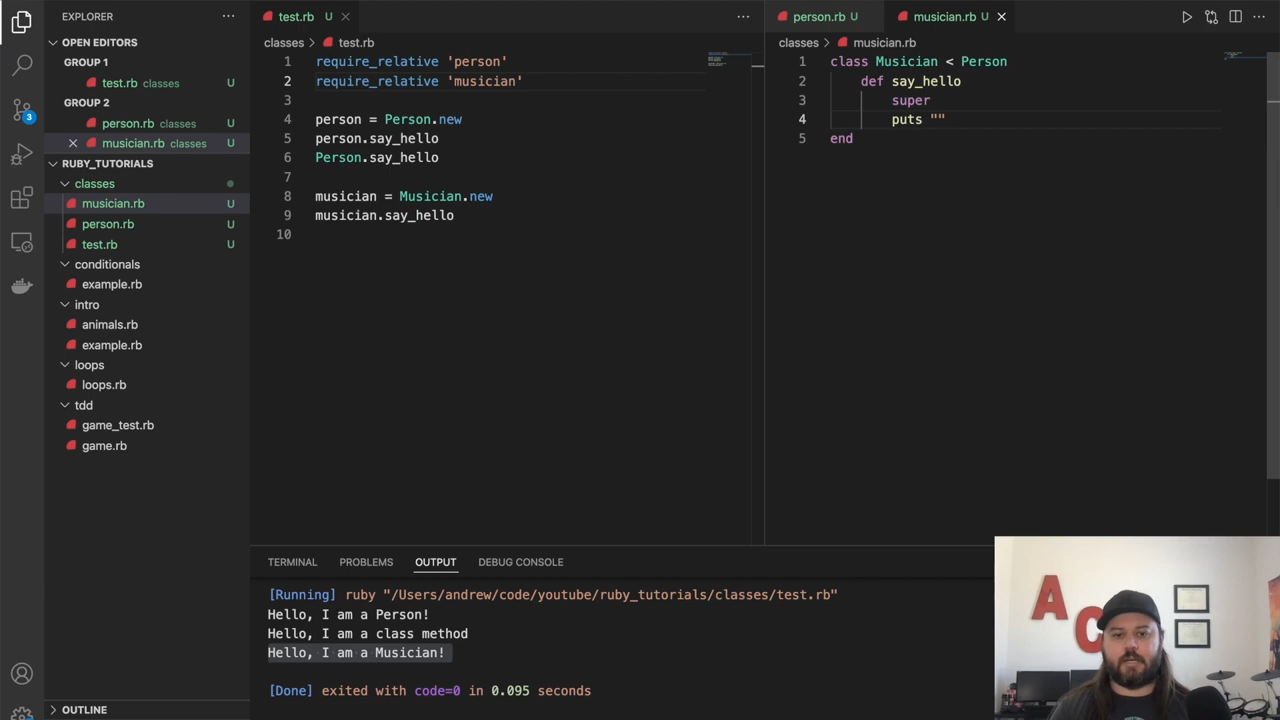 EXPLORER
OPEN EDITORS
GROUP 1
test.rb classes U
GROUP 2
person.rb classes U
musician.rb classes U
RUBY_TUTORIALS
classes
musician.rb U
person.rb U
test.rb U
conditionals
example.rb
intro
animals.rb
example.rb
loops
loops.rb
tdd
game_test.rb
game.rb
OUTLINE
3
test.rb U
classes > test.rb
1 require_relative 'person'
2 require_relative 'musician'
3
4 person = Person.new
5 person.say_hello
6 Person.say_hello
7
8 musician = Musician.new
9 musician.say_hello
10
person.rb U musician.rb U
classes > musician.rb
1 class Musician < Person
2 def say_hello
3 super
4 puts ""
5 end
TERMINAL PROBLEMS OUTPUT DEBUG CONSOLE
[Running] ruby "/Users/andrew/code/youtube/ruby_tutorials/classes/test.rb"
Hello, I am a Person!
Hello, I am a class method
Hello, I am a Musician!
[Done] exited with code=0 in 0.095 seconds
A
C